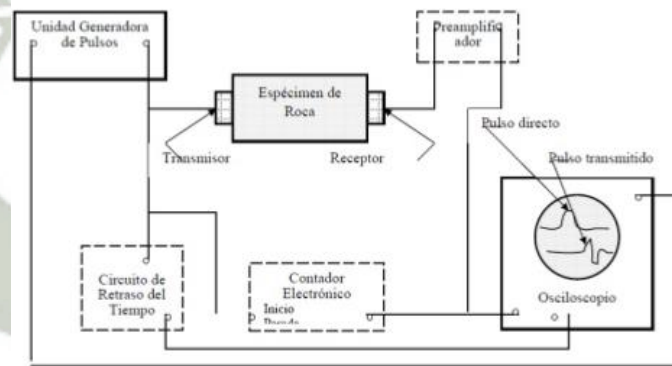 Unidad Generadora
de Pulsos
Preamplific
ador
Espécimen de
Roca
Pulso directo
Transmisor
Receptor
Pulso transmitido
Circuito de
Retraso del
Tiempo
Contador
Electrónico
Inicio
Osciloscopio